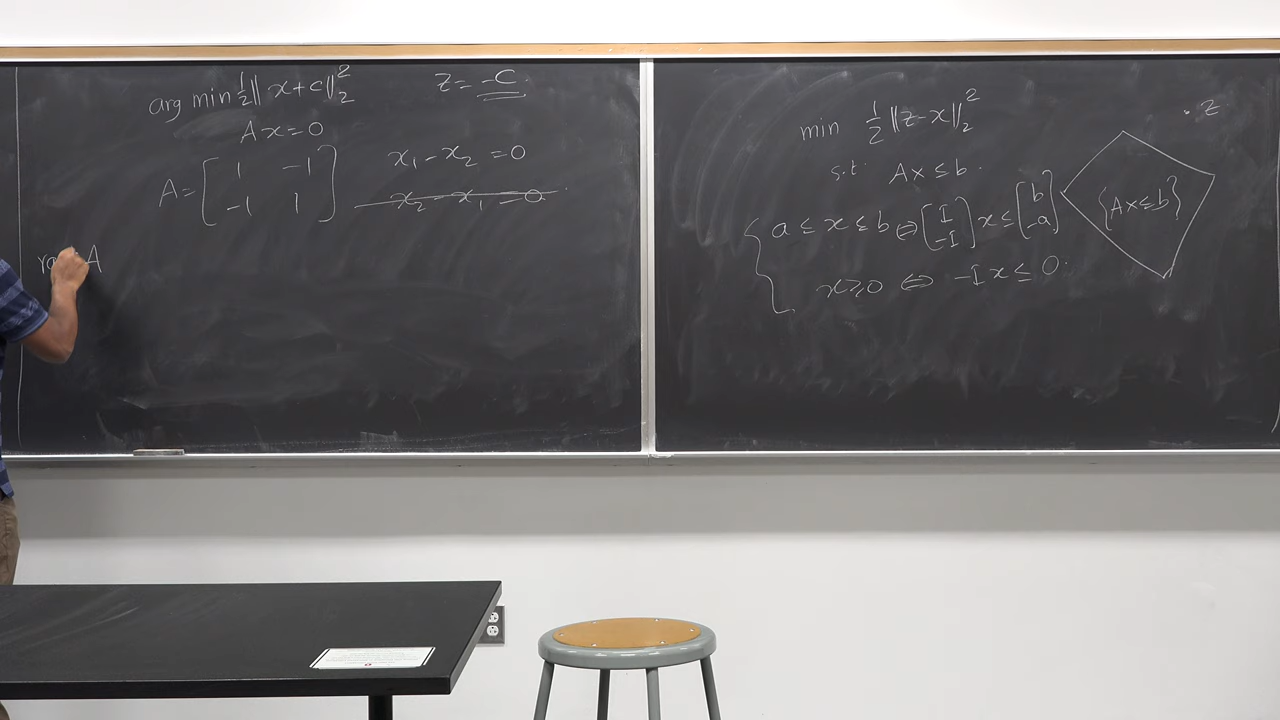 arg min ½‖x+c‖₂²
z = -c.
Ax = 0
A = [1 -1; -1 1]
x₁ - x₂ = 0
x₂ - x₁ = 0.
A
min ½‖z-x‖₂²
s.t Ax ≤ b.
a ≤ x ≤ b ⇔ [I; -I] x ≤ [b; -a]
x ≥ 0 ⇔ -I x ≤ 0.
. z
{Ax ≤ b}